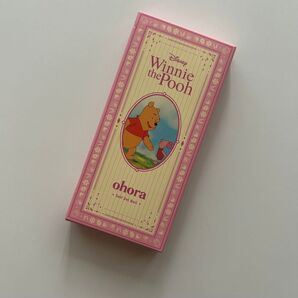 Disney
Winnie
the Pooh
ohora